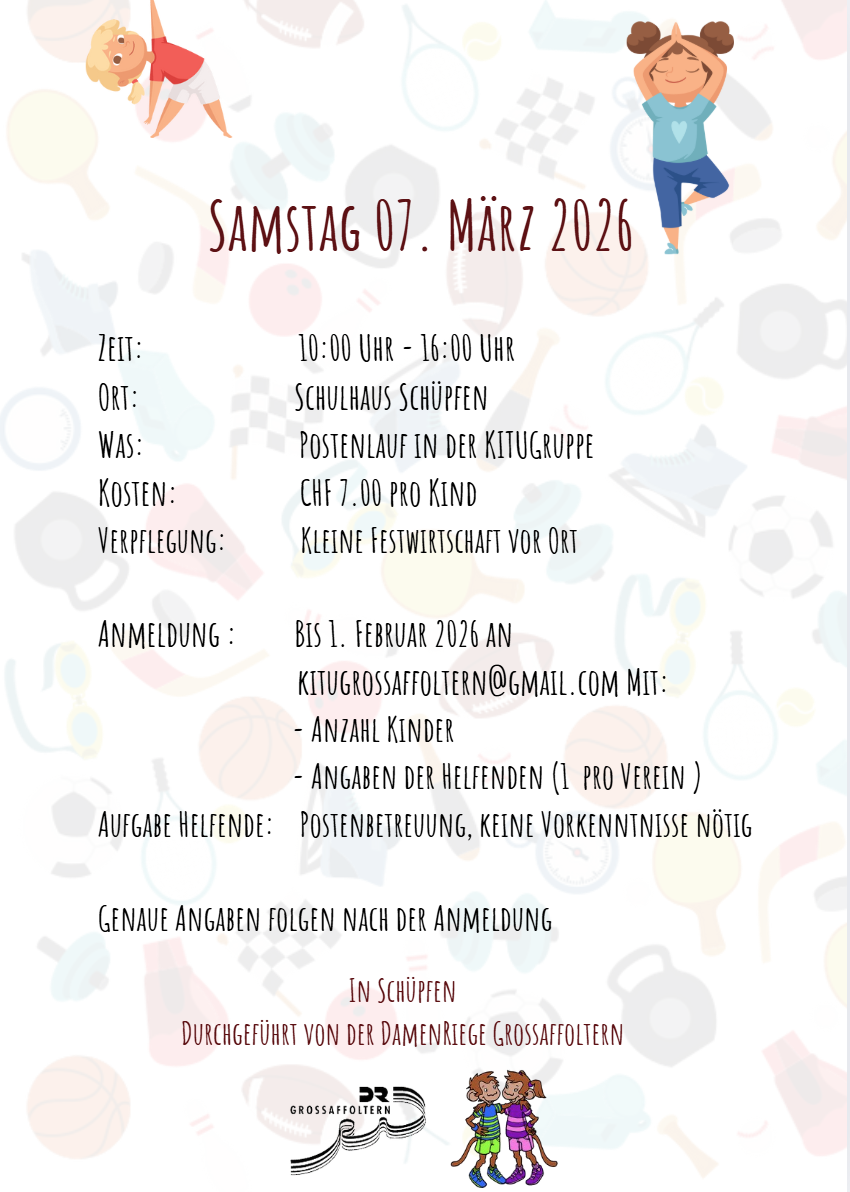 Samstag 07. März 2026
Zeit: 10:00 Uhr - 16:00 Uhr
Ort: Schulhaus Schüpfen
Was: Postenlauf in der KITUGruppe
Kosten: CHF 7.00 pro Kind
Verpflegung: Kleine Festwirtschaft vor Ort
Anmeldung : Bis 1. Februar 2026 an
kitugrossaffoltern@gmail.com Mit:
- Anzahl Kinder
- Angaben der Helfenden (1 pro Verein )
Aufgabe Helfende: Postenbetreuung, keine Vorkenntnisse nötig
Genaue Angaben folgen nach der Anmeldung
In Schüpfen
Durchgeführt von der DamenRiege Grossaffoltern
DR
GROSSAFFOLTERN